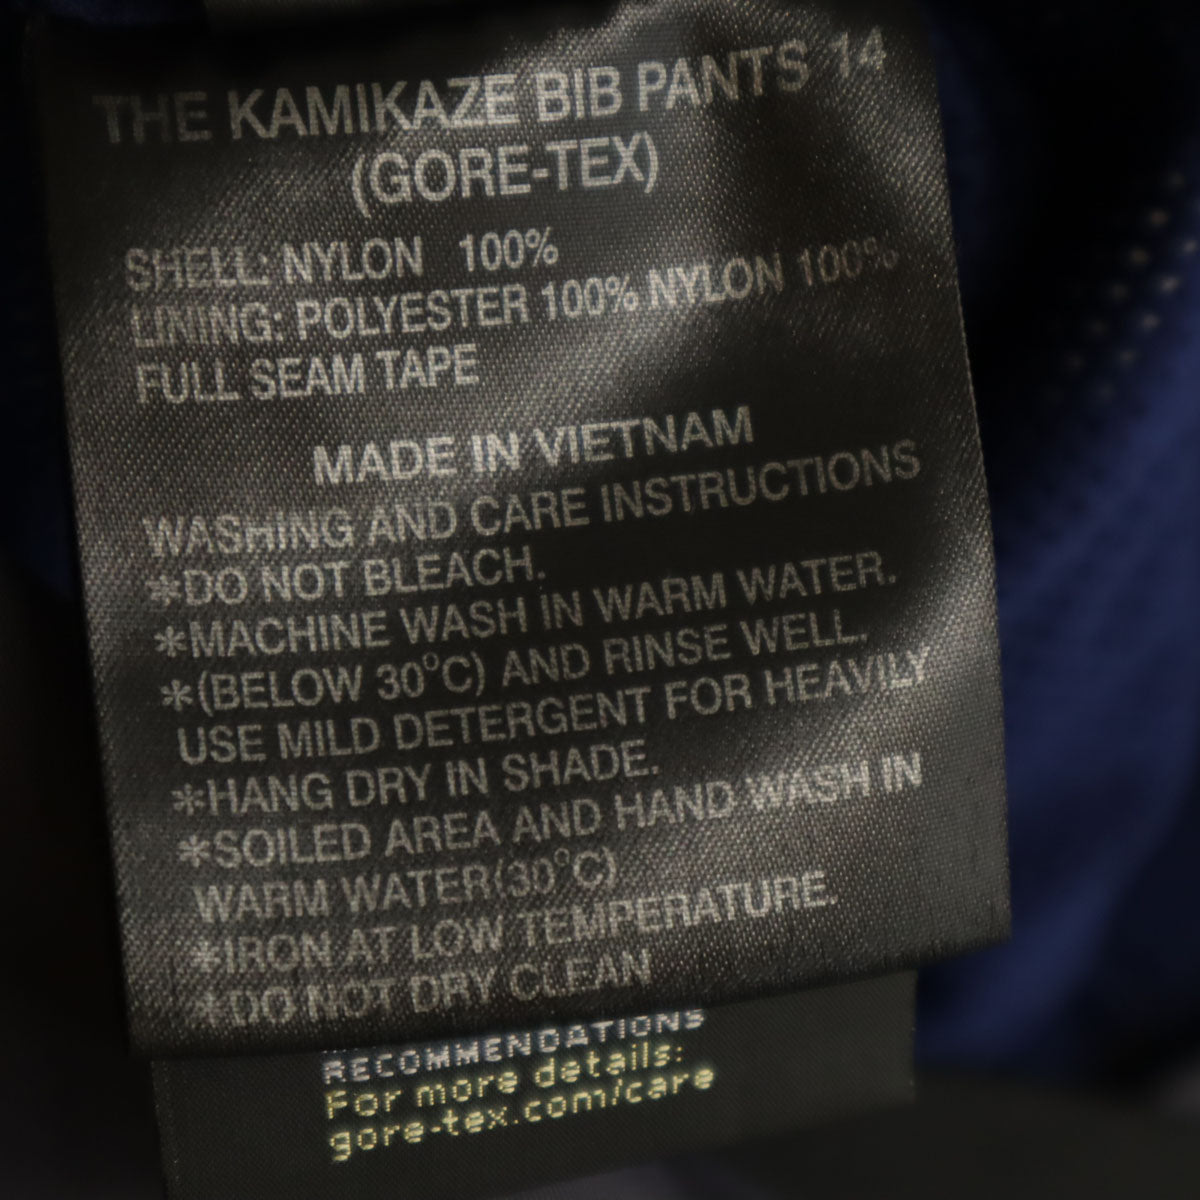 THE KAMIKAZE BIB PANTS 14
(GORE-TEX)
SHELL: NYLON 100%
LINING: POLYESTER 100% NYLON 100%
FULL SEAM TAPE
MADE IN VIETNAM
WASHING AND CARE INSTRUCTIONS
*DO NOT BLEACH.
*MACHINE WASH IN WARM WATER.
*(BELOW 30°C) AND RINSE WELL.
USE MILD DETERGENT FOR HEAVILY
*HANG DRY IN SHADE.
*SOILED AREA AND HAND WASH IN
WARM WATER(30°C)
*IRON AT LOW TEMPERATURE.
*DO NOT DRY CLEAN
RECOMMENDATIONS
For more details:
gore-tex.com/care